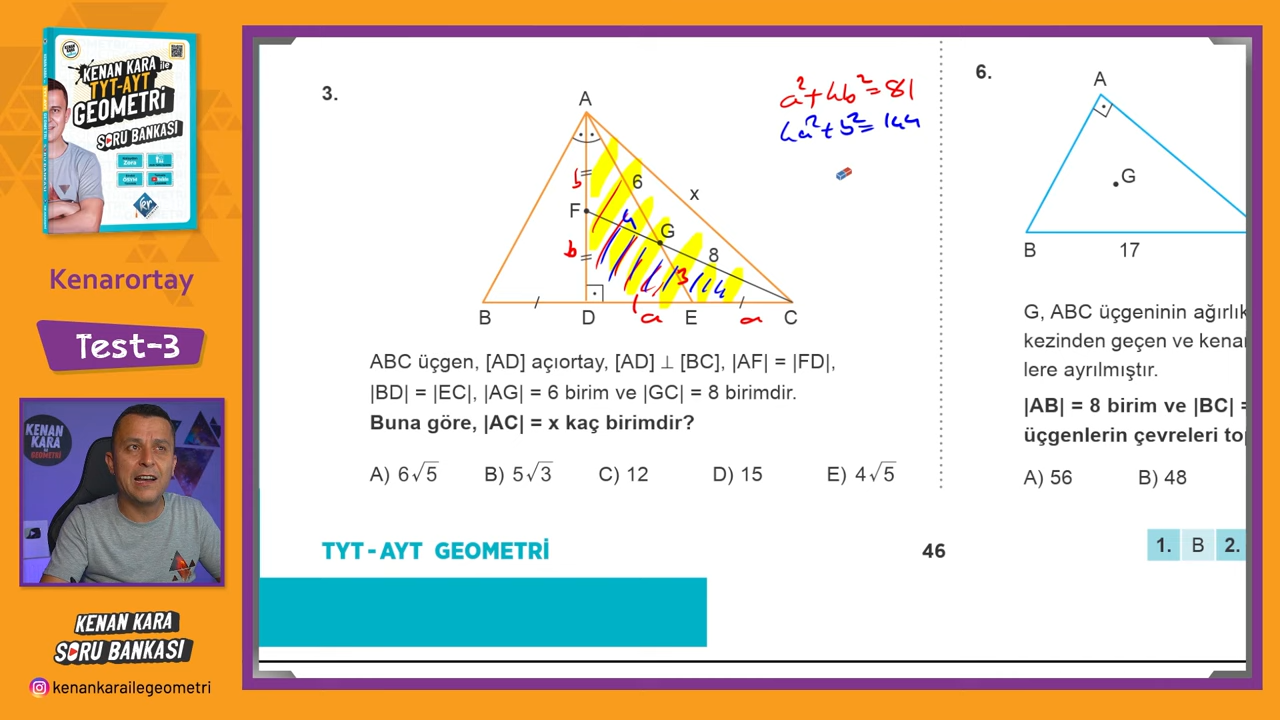 KENAN KARA ile
TYT-AYT
GEOMETRİ
SORU BANKASI
Kenarortay
Test-3
KENAN
KARA
ile
GEOMETRİ
KENAN KARA
SORU BANKASI
kenankarailegeometri
3.
A
6
x
F
G
8
B
D
E
C
b
b
4
3
a
a
a²+4b²=81
4a²+b²=144
ABC üçgen, [AD] açıortay, [AD] ⊥ [BC], |AF| = |FD|,
|BD| = |EC|, |AG| = 6 birim ve |GC| = 8 birimdir.
Buna göre, |AC| = x kaç birimdir?
A) 6√5 B) 5√3 C) 12 D) 15 E) 4√5
TYT - AYT GEOMETRİ
46
6.
A
G
B
17
G, ABC üçgeninin ağırlık
kezinden geçen ve kenar
lere ayrılmıştır.
|AB| = 8 birim ve |BC| =
üçgenlerin çevreleri top
A) 56 B) 48
1. B 2.